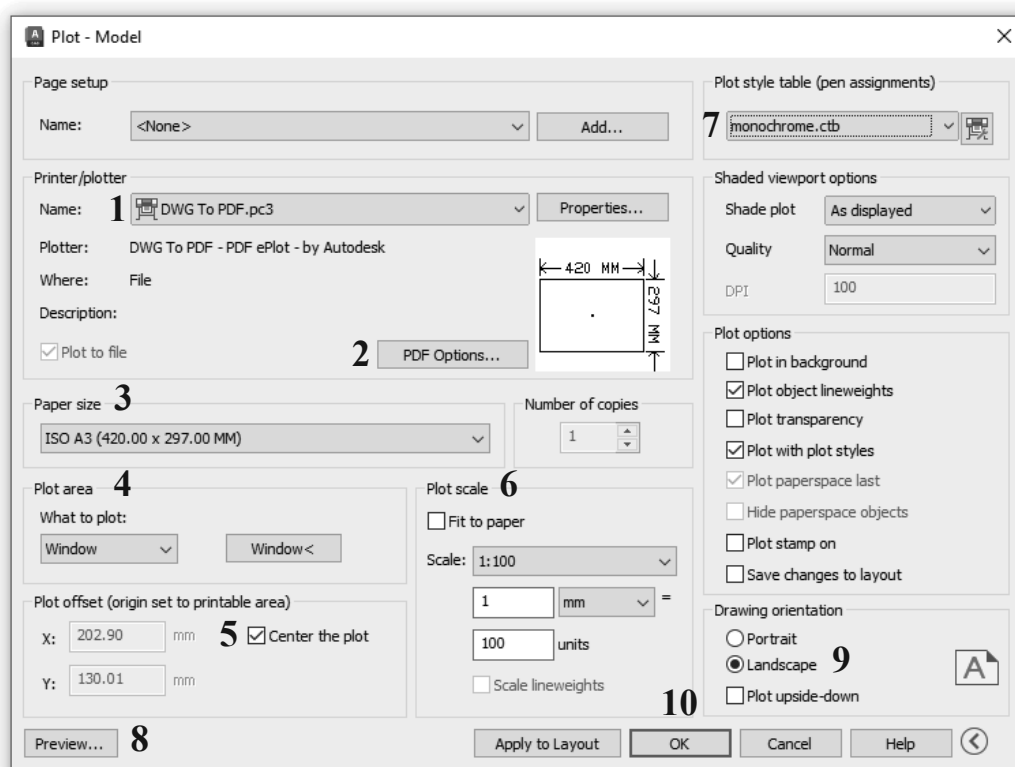 A
CAD
Plot - Model
Page setup
Name:
<None>
Add...
Plot style table (pen assignments)
7
monochrome.ctb
Printer/plotter
Name:
1
DWG To PDF.pc3
Properties...
Plotter:
DWG To PDF - PDF ePlot - by Autodesk
Where:
File
Description:
Plot to file
2
PDF Options...
420 MM
297 MM
Shaded viewport options
Shade plot
As displayed
Quality
Normal
DPI
100
Paper size
3
ISO A3 (420.00 x 297.00 MM)
Number of copies
1
Plot options
Plot in background
Plot object lineweights
Plot transparency
Plot with plot styles
Plot paperspace last
Hide paperspace objects
Plot stamp on
Save changes to layout
Plot area
4
What to plot:
Window
Window<
Plot scale
6
Fit to paper
Scale:
1:100
1
mm
=
100
units
Scale lineweights
Plot offset (origin set to printable area)
X:
202.90
mm
5
Center the plot
Y:
130.01
mm
Drawing orientation
Portrait
Landscape
9
Plot upside-down
A
Preview...
8
Apply to Layout
10
OK
Cancel
Help